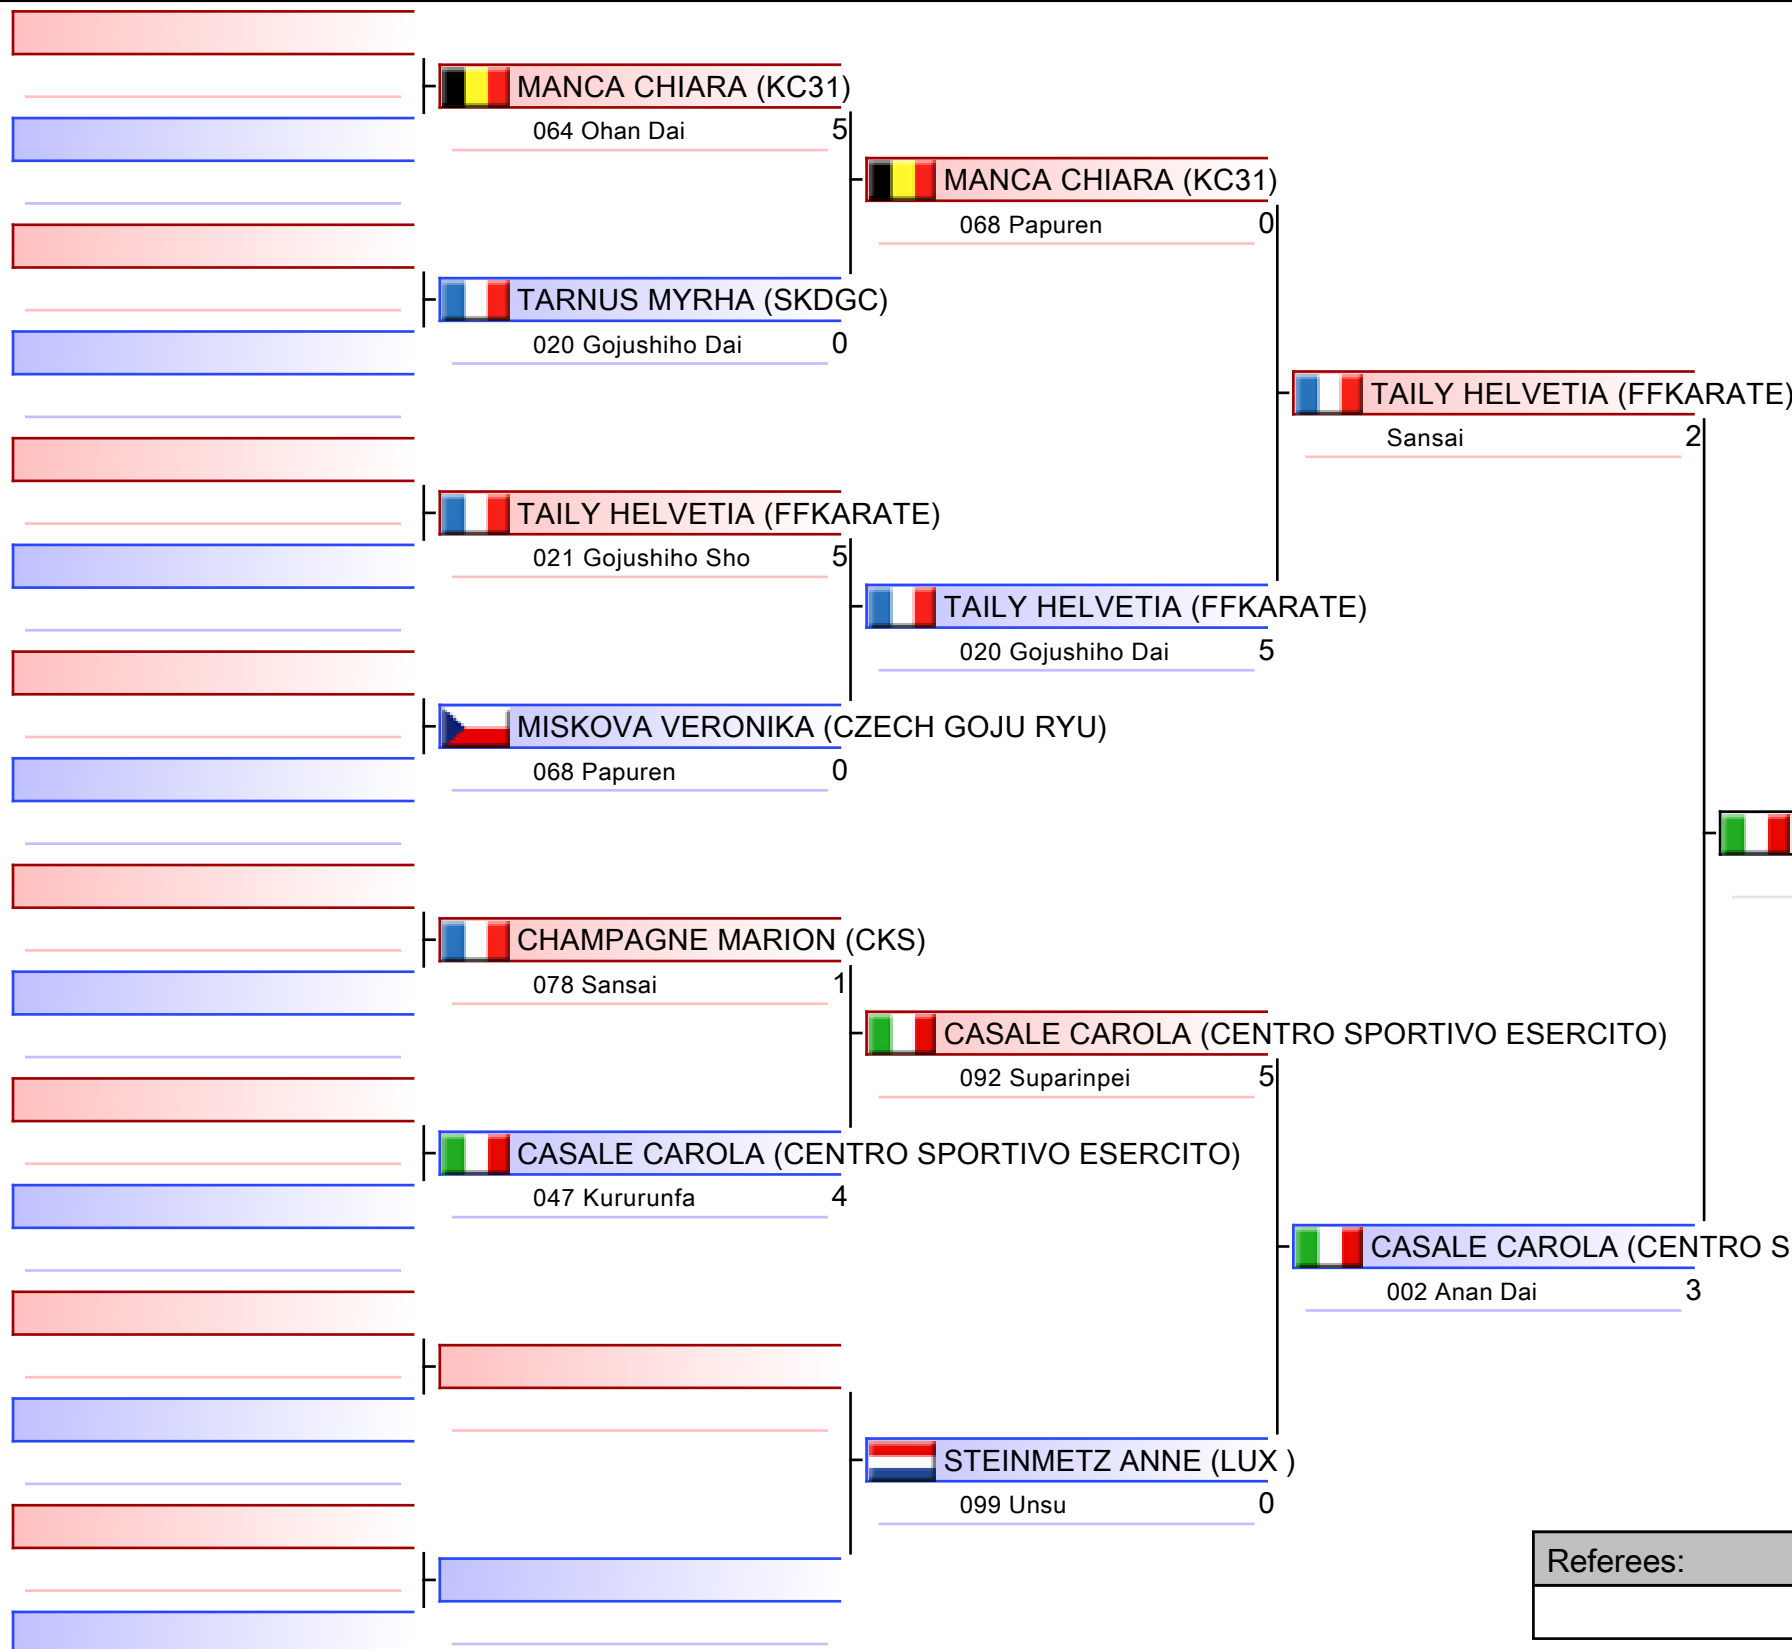 MANCA CHIARA (KC31)
064 Ohan Dai 5
TARNUS MYRHA (SKDGC)
020 Gojushiho Dai 0
TAILY HELVETIA (FFKARATE)
021 Gojushiho Sho 5
MISKOVA VERONIKA (CZECH GOJU RYU)
068 Papuren 0
CHAMPAGNE MARION (CKS)
078 Sansai 1
CASALE CAROLA (CENTRO SPORTIVO ESERCITO)
047 Kururunfa 4
MANCA CHIARA (KC31)
068 Papuren 0
TAILY HELVETIA (FFKARATE)
020 Gojushiho Dai 5
CASALE CAROLA (CENTRO SPORTIVO ESERCITO)
092 Suparinpei 5
STEINMETZ ANNE (LUX )
099 Unsu 0
TAILY HELVETIA (FFKARATE)
Sansai 2
CASALE CAROLA (CENTRO S
002 Anan Dai 3
Referees: